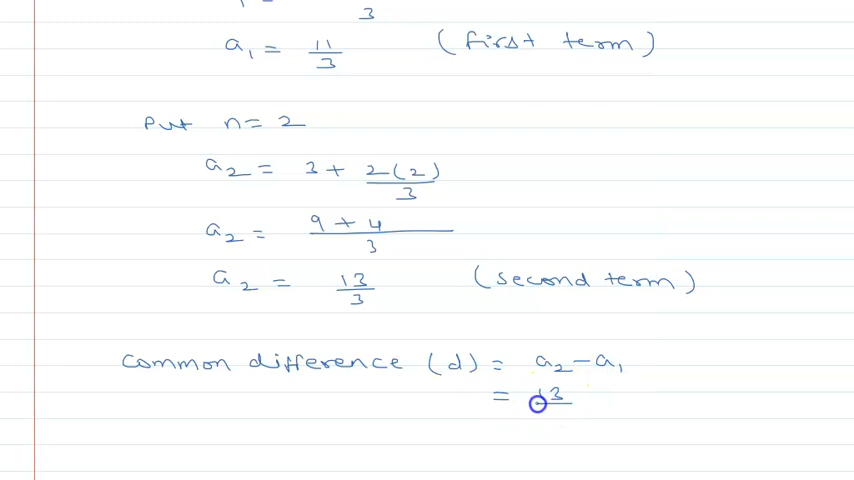 3
a₁ = 11/3 (first term)
Put n = 2
a₂ = 3 + 2(2)/3
a₂ = 9 + 4/3
a₂ = 13/3 (second term)
Common difference (d) = a₂ - a₁
= 13